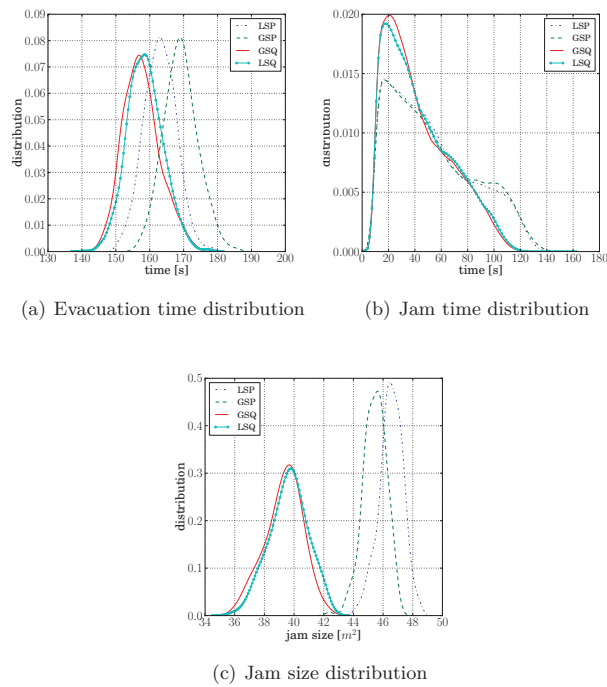 0.09
0.08
0.07
0.06
0.05
0.04
0.03
0.02
0.01
0.00
distribution
LSP
GSP
GSQ
LSQ
130 140 150 160 170 180 190 200
time [s]
(a) Evacuation time distribution
0.020
0.015
0.010
0.005
0.000
distribution
LSP
GSP
GSQ
LSQ
0 20 40 60 80 100 120 140 160 180
time [s]
(b) Jam time distribution
0.5
0.4
0.3
0.2
0.1
0.0
distribution
LSP
GSP
GSQ
LSQ
34 36 38 40 42 44 46 48 50
jam size [m²]
(c) Jam size distribution